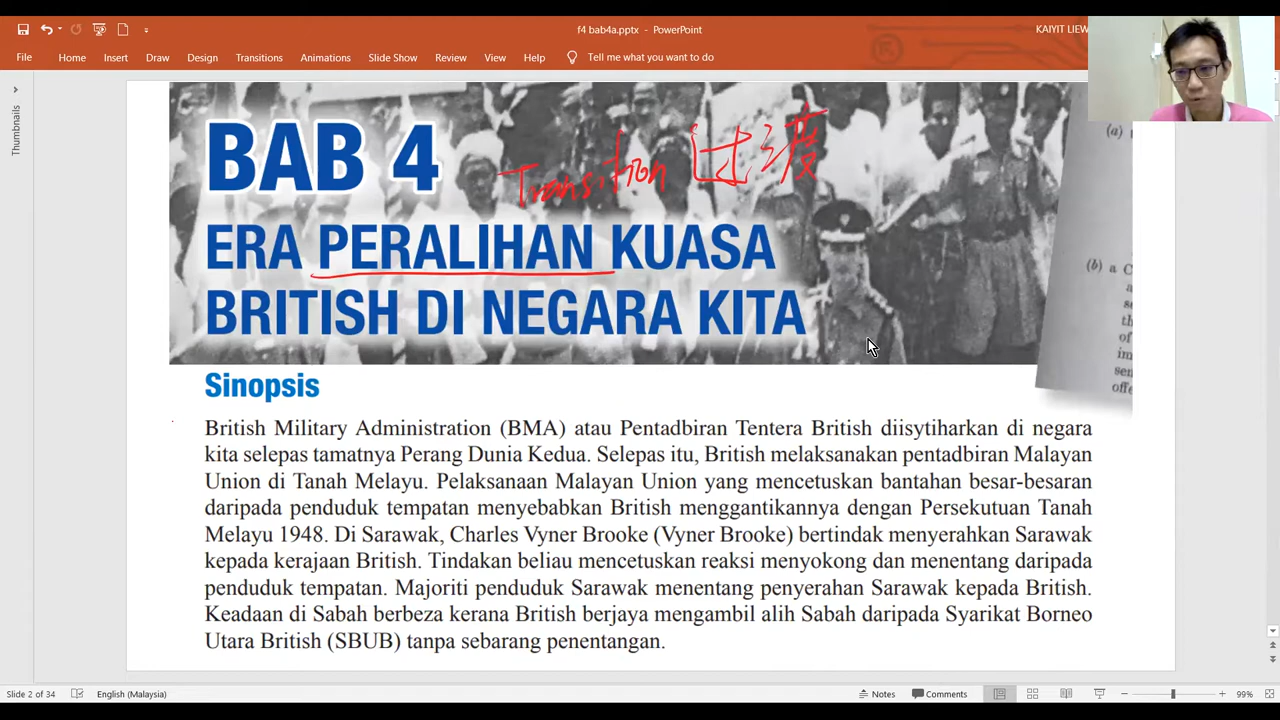 f4 bab4a.pptx - PowerPoint
KAIYIT LIEW
File Home Insert Draw Design Transitions Animations Slide Show Review View Help Tell me what you want to do
Thumbnails
BAB 4
Transition 过渡
ERA PERALIHAN KUASA
BRITISH DI NEGARA KITA
(a)
(b) a C
of
offe
Sinopsis
British Military Administration (BMA) atau Pentadbiran Tentera British diisytiharkan di negara
kita selepas tamatnya Perang Dunia Kedua. Selepas itu, British melaksanakan pentadbiran Malayan
Union di Tanah Melayu. Pelaksanaan Malayan Union yang mencetuskan bantahan besar-besaran
daripada penduduk tempatan menyebabkan British menggantikannya dengan Persekutuan Tanah
Melayu 1948. Di Sarawak, Charles Vyner Brooke (Vyner Brooke) bertindak menyerahkan Sarawak
kepada kerajaan British. Tindakan beliau mencetuskan reaksi menyokong dan menentang daripada
penduduk tempatan. Majoriti penduduk Sarawak menentang penyerahan Sarawak kepada British.
Keadaan di Sabah berbeza kerana British berjaya mengambil alih Sabah daripada Syarikat Borneo
Utara British (SBUB) tanpa sebarang penentangan.
Slide 2 of 34 English (Malaysia) Notes Comments 99%